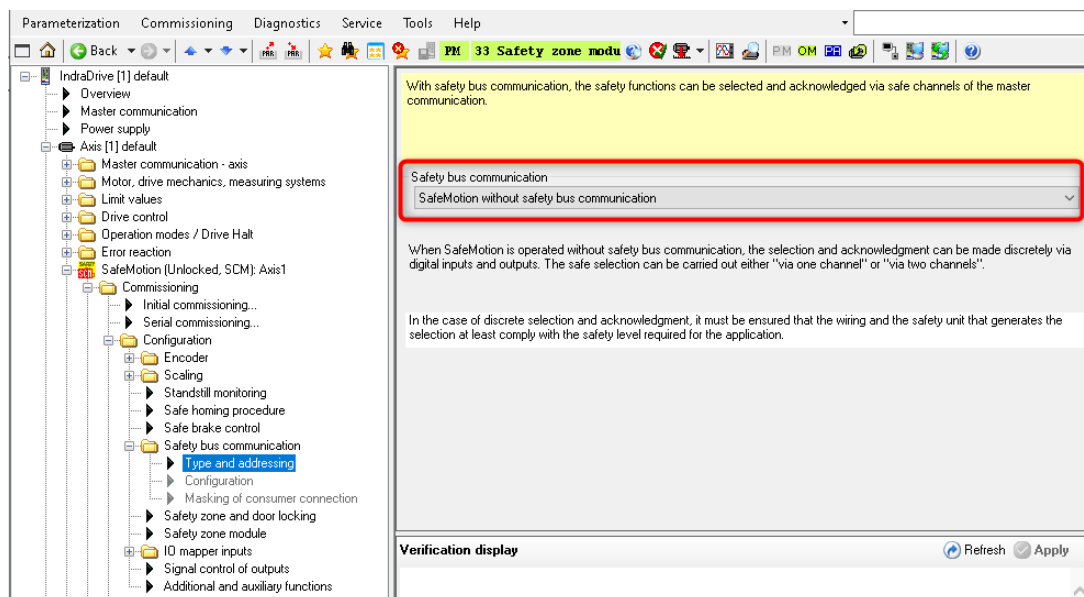 Parameterization Commissioning Diagnostics Service Tools Help
Back PAR PAR PM 33 Safety zone modu PM OM PA
IndraDrive [1] default
Overview
Master communication
Power supply
Axis [1] default
Master communication - axis
Motor, drive mechanics, measuring systems
Limit values
Drive control
Operation modes / Drive Halt
Error reaction
SafeMotion (Unlocked, SCM): Axis1
Commissioning
Initial commissioning...
Serial commissioning...
Configuration
Encoder
Scaling
Standstill monitoring
Safe homing procedure
Safe brake control
Safety bus communication
Type and addressing
Configuration
Masking of consumer connection
Safety zone and door locking
Safety zone module
IO mapper inputs
Signal control of outputs
Additional and auxiliary functions
With safety bus communication, the safety functions can be selected and acknowledged via safe channels of the master
communication.
Safety bus communication
SafeMotion without safety bus communication
When SafeMotion is operated without safety bus communication, the selection and acknowledgment can be made discretely via
digital inputs and outputs. The safe selection can be carried out either "via one channel" or "via two channels".
In the case of discrete selection and acknowledgment, it must be ensured that the wiring and the safety unit that generates the
selection at least comply with the safety level required for the application.
Verification display Refresh Apply